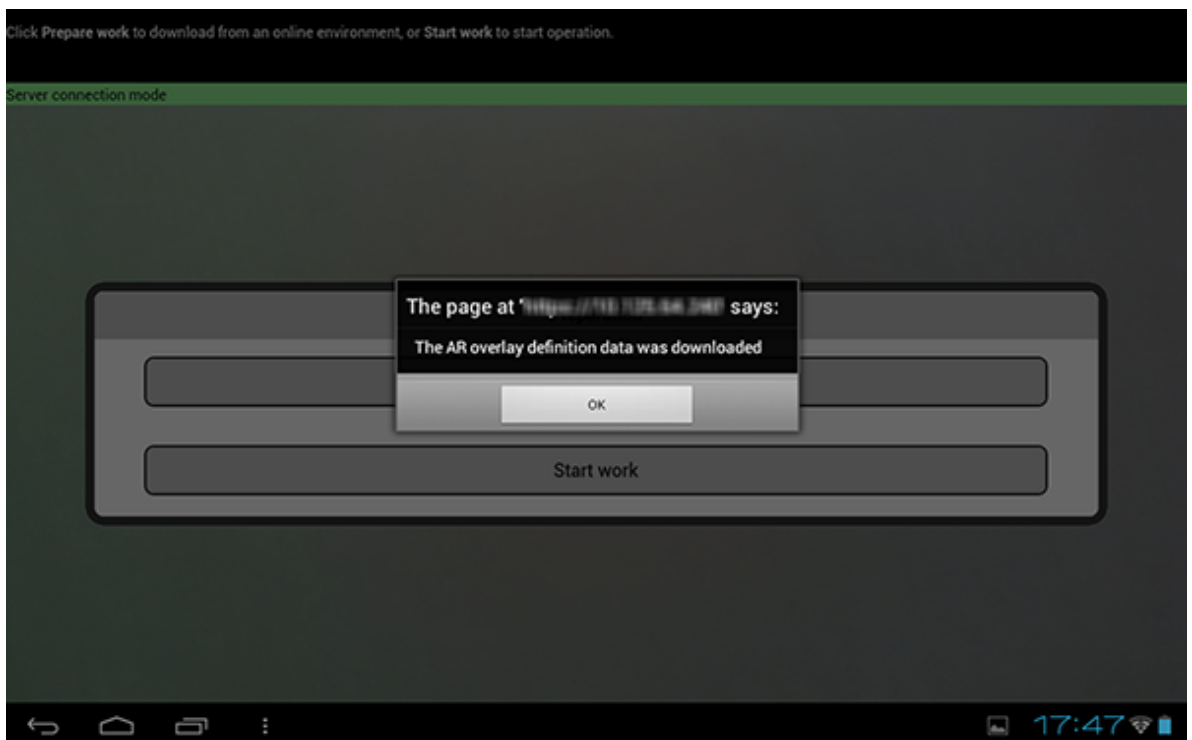 Click Prepare work to download from an online environment, or Start work to start operation.
Server connection mode
The page at ' says:
The AR overlay definition data was downloaded
OK
Start work
17:47